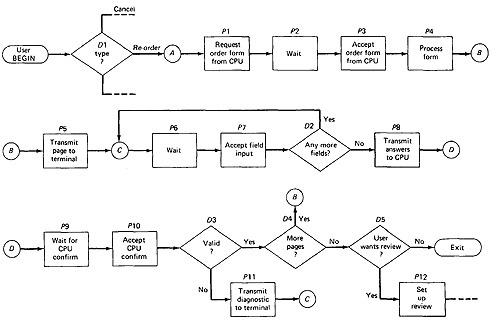 Cancel
P1
P2
P3
P4
User
BEGIN
D1
type
?
Re-order
A
Request
order form
from CPU
Wait
Accept
order form
from CPU
Process
form
B
Yes
P5
P6
P7
D2
P8
B
Transmit
page to
terminal
C
Wait
Accept field
input
Any more
fields?
No
Transmit
answers
to CPU
D
B
P9
P10
D3
D4
Yes
D5
D
Wait for
CPU
confirm
Accept
CPU
confirm
Valid
?
Yes
More
pages
?
No
User
wants review
?
No
Exit
No
P11
Transmit
diagnostic
to terminal
C
Yes
P12
Set
up
review